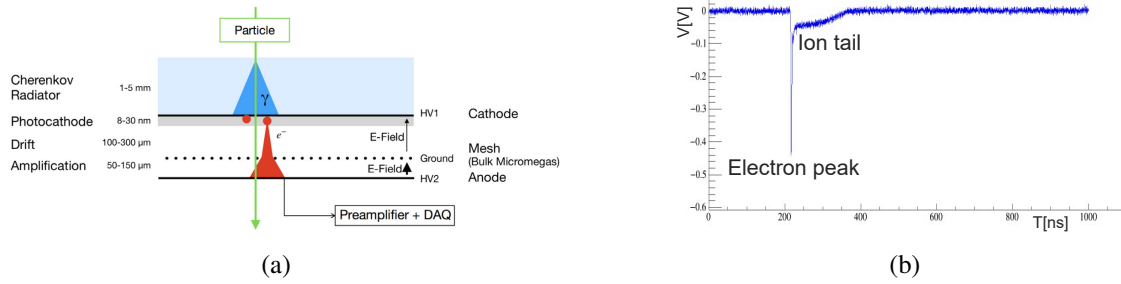 Particle
Cherenkov
Radiator
1-5 mm
γ
HV1
Cathode
Photocathode
8-30 nm
e⁻
E-Field
Drift
100-300 μm
Mesh
(Bulk Micromegas)
Ground
Amplification
50-150 μm
E-Field
HV2
Anode
Preamplifier + DAQ
(a)
V[V]
0
-0.1
-0.2
-0.3
-0.4
-0.5
-0.6
Ion tail
Electron peak
0
200
400
600
800
1000
T[ns]
(b)